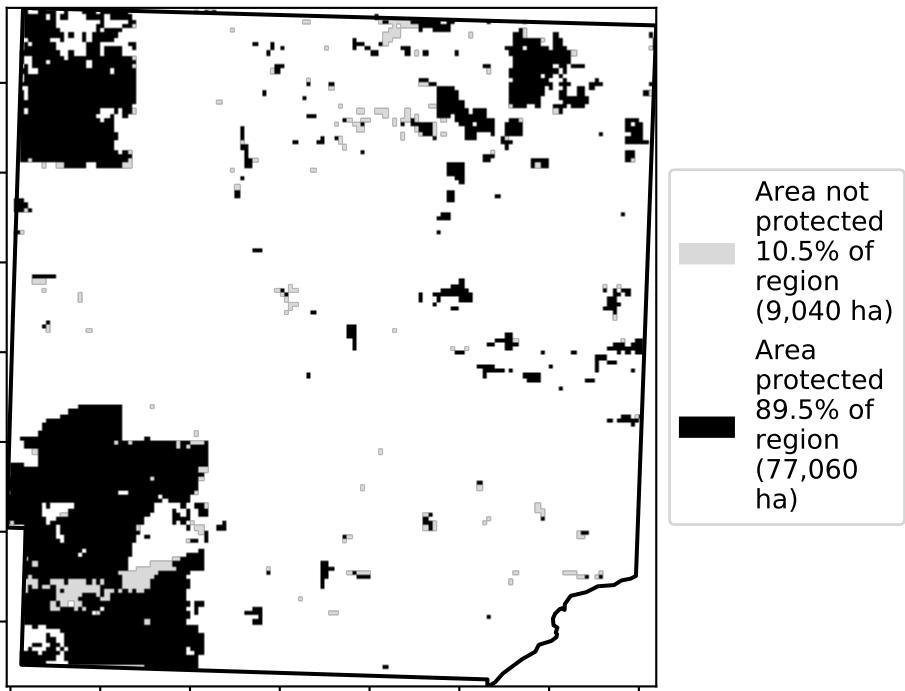 Area not
protected
10.5% of
region
(9,040 ha)
Area
protected
89.5% of
region
(77,060
ha)